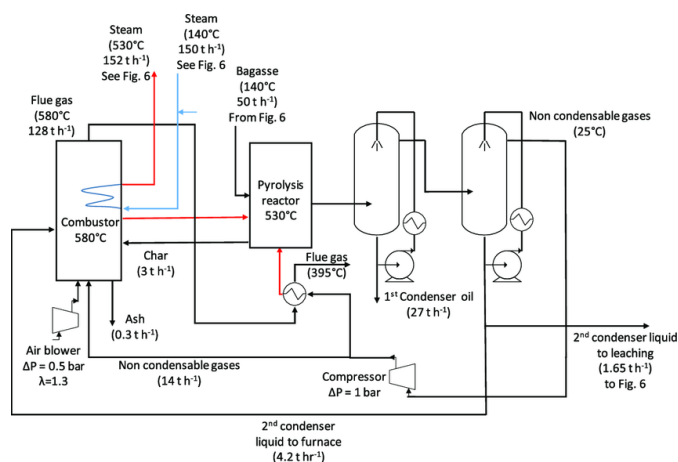 Steam
(530°C
152 t h⁻¹)
See Fig. 6
Steam
(140°C
150 t h⁻¹)
See Fig. 6
Bagasse
(140°C
50 t h⁻¹)
From Fig. 6
Flue gas
(580°C
128 t h⁻¹)
Non condensable gases
(25°C)
Combustor
580°C
Pyrolysis
reactor
530°C
Char
(3 t h⁻¹)
Flue gas
(395°C)
1ˢᵗ Condenser oil
(27 t h⁻¹)
Ash
(0.3 t h⁻¹)
Air blower
ΔP = 0.5 bar
λ=1.3
Non condensable gases
(14 t h⁻¹)
Compressor
ΔP = 1 bar
2ⁿᵈ condenser liquid
to leaching
(1.65 t h⁻¹)
to Fig. 6
2ⁿᵈ condenser
liquid to furnace
(4.2 t hr⁻¹)